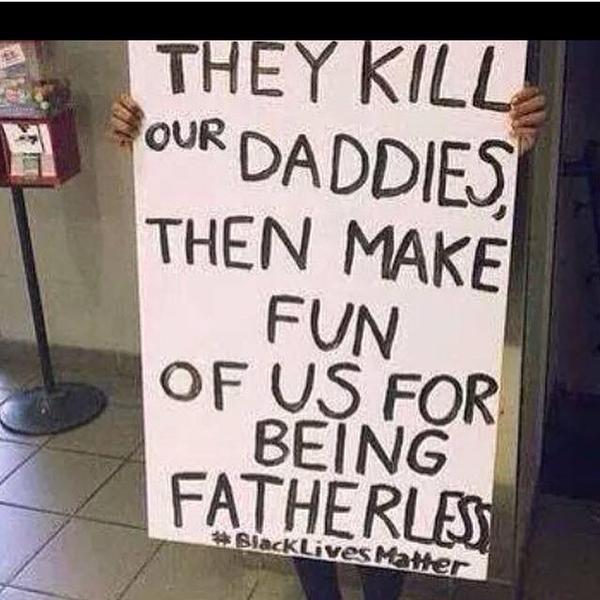 THEY KILL
OUR DADDIES,
THEN MAKE
FUN
OF US FOR
BEING
FATHERLESS
#BlackLivesMatter